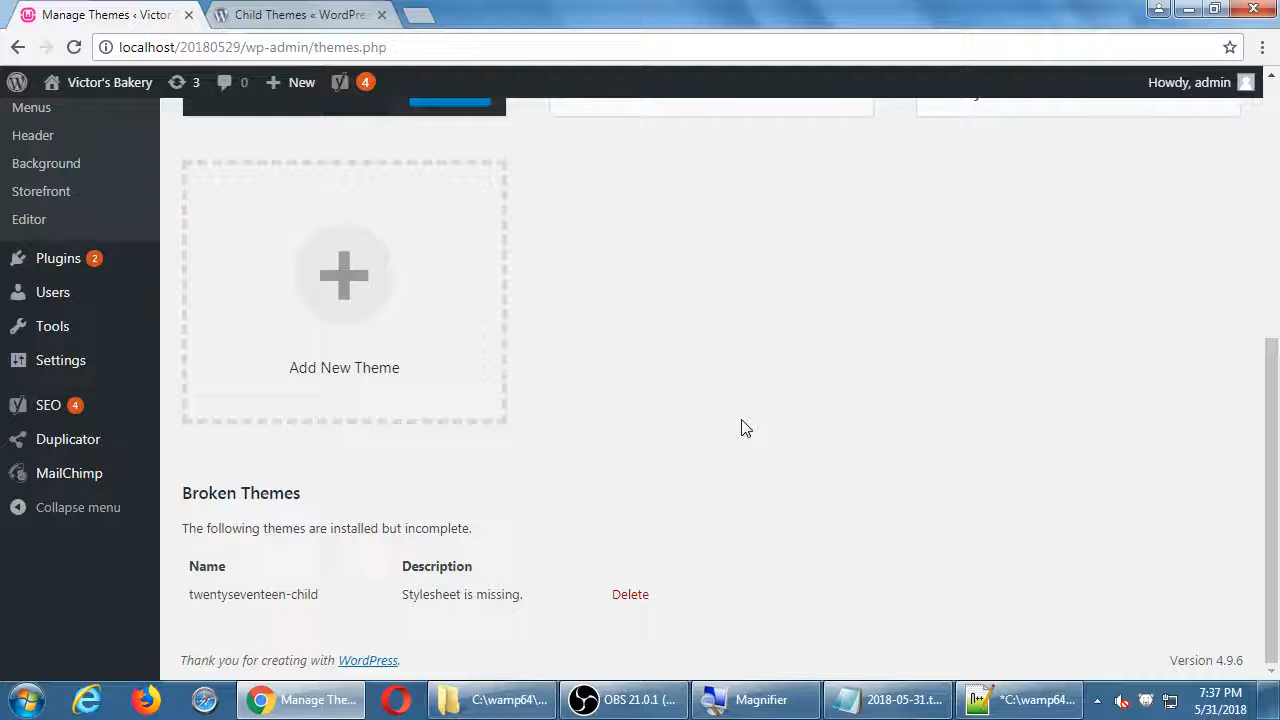 Manage Themes ‹ Victor'
Child Themes « WordPre
localhost/20180529/wp-admin/themes.php
Victor's Bakery
3
0
New
4
Howdy, admin
Menus
Header
Background
Storefront
Editor
Plugins 2
Users
Tools
Settings
SEO 4
Duplicator
MailChimp
Collapse menu
Add New Theme
Broken Themes
The following themes are installed but incomplete.
Name Description
twentyseventeen-child Stylesheet is missing. Delete
Thank you for creating with WordPress.
Version 4.9.6
Manage The...
C:\wamp64\...
OBS 21.0.1 (...
Magnifier
2018-05-31.t...
*C:\wamp64...
7:37 PM
5/31/2018